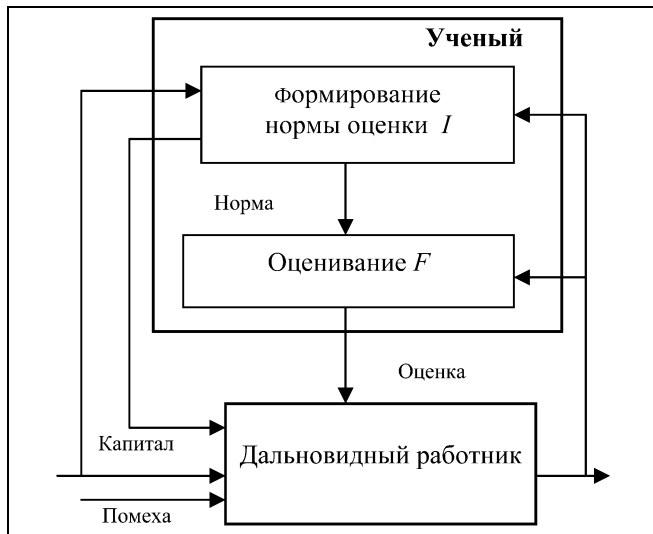 Ученый
Формирование
нормы оценки I
Норма
Оценивание F
Оценка
Капитал
Дальновидный работник
Помеха